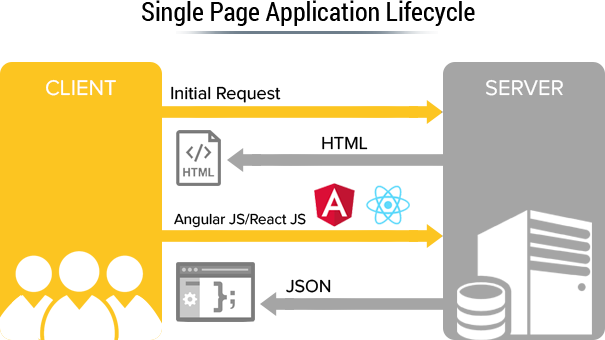 Single Page Application Lifecycle
CLIENT
SERVER
Initial Request
HTML
</>
HTML
Angular JS/React JS
A
};
JSON